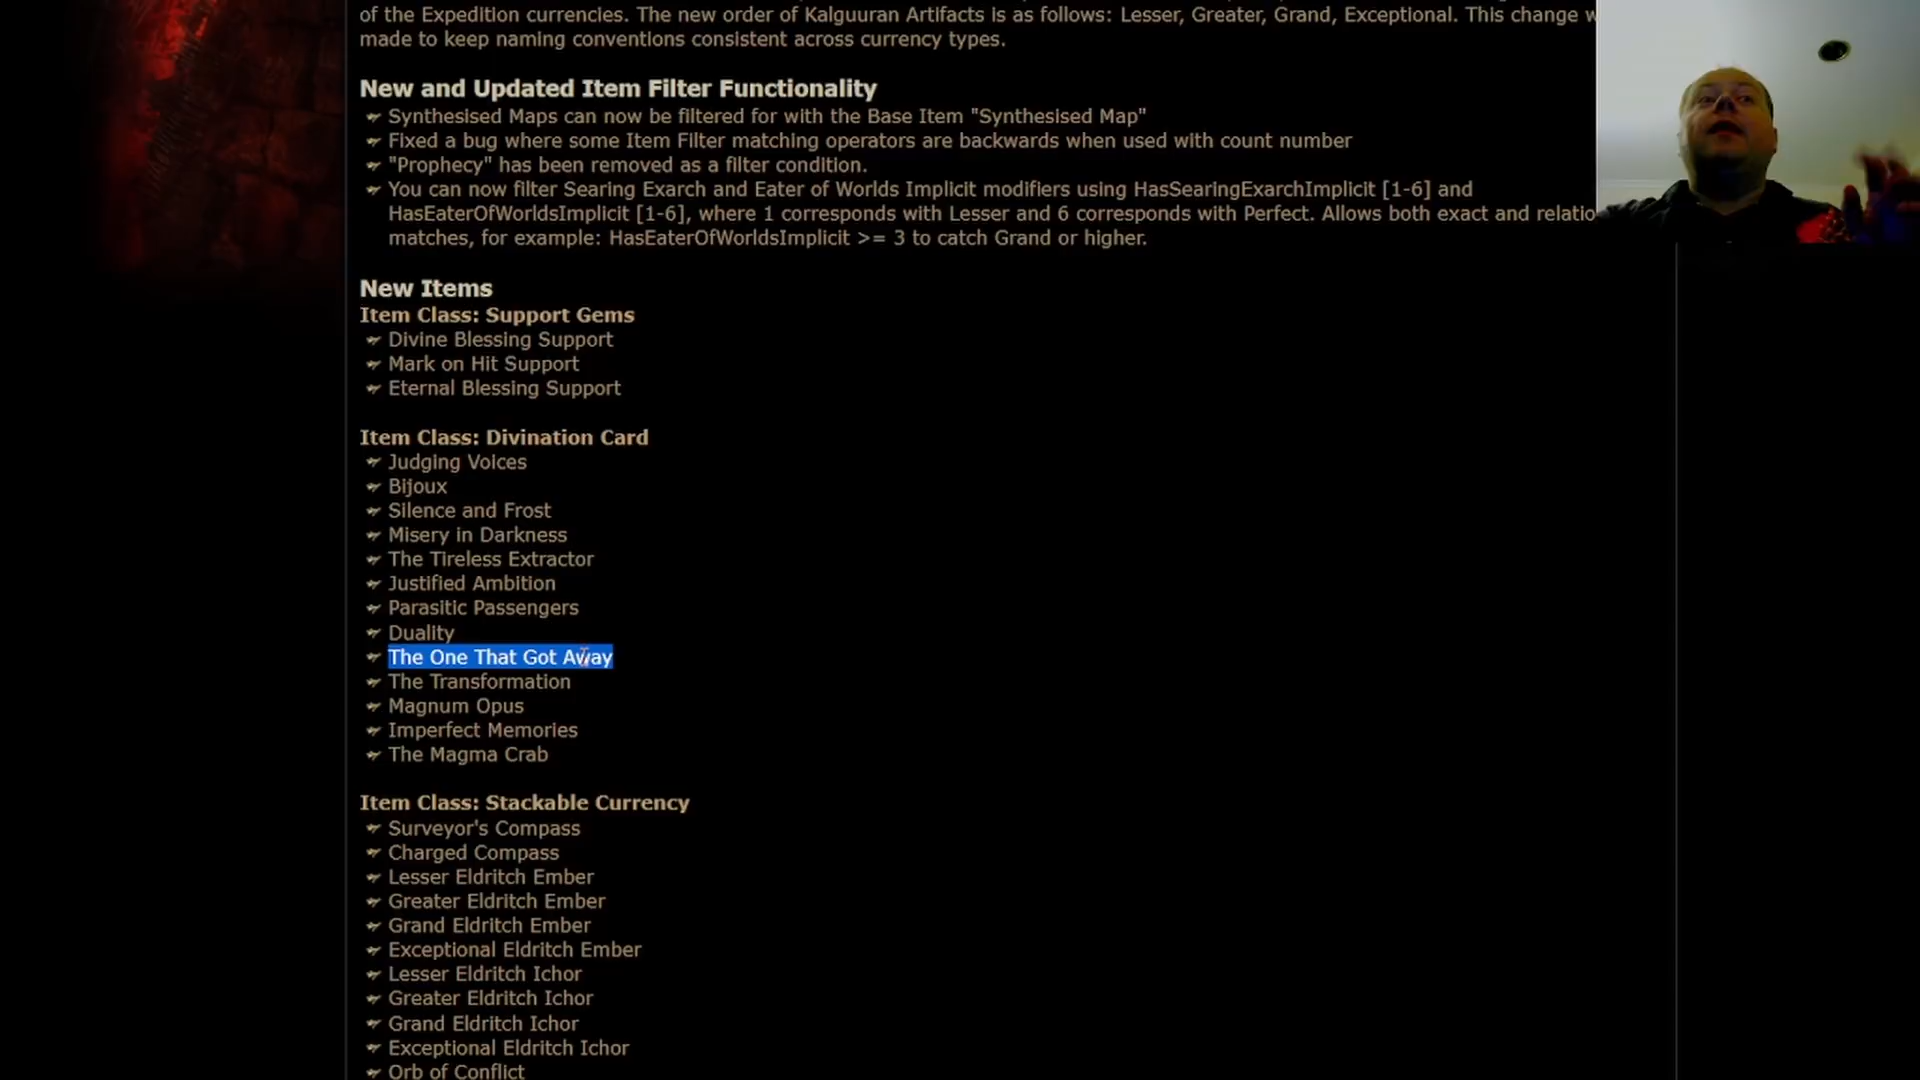 of the Expedition currencies. The new order of Kalguuran Artifacts is as follows: Lesser, Greater, Grand, Exceptional. This change
made to keep naming conventions consistent across currency types.
New and Updated Item Filter Functionality
Synthesised Maps can now be filtered for with the Base Item "Synthesised Map"
Fixed a bug where some Item Filter matching operators are backwards when used with count number
"Prophecy" has been removed as a filter condition.
You can now filter Searing Exarch and Eater of Worlds Implicit modifiers using HasSearingExarchImplicit [1-6] and
HasEaterOfWorldsImplicit [1-6], where 1 corresponds with Lesser and 6 corresponds with Perfect. Allows both exact and
matches, for example: HasEaterOfWorldsImplicit >= 3 to catch Grand or higher.
New Items
Item Class: Support Gems
Divine Blessing Support
Mark on Hit Support
Eternal Blessing Support
Item Class: Divination Card
Judging Voices
Bijoux
Silence and Frost
Misery in Darkness
The Tireless Extractor
Justified Ambition
Parasitic Passengers
Duality
The One That Got Away
The Transformation
Magnum Opus
Imperfect Memories
The Magma Crab
Item Class: Stackable Currency
Surveyor's Compass
Charged Compass
Lesser Eldritch Ember
Greater Eldritch Ember
Grand Eldritch Ember
Exceptional Eldritch Ember
Lesser Eldritch Ichor
Greater Eldritch Ichor
Grand Eldritch Ichor
Exceptional Eldritch Ichor
Orb of Conflict